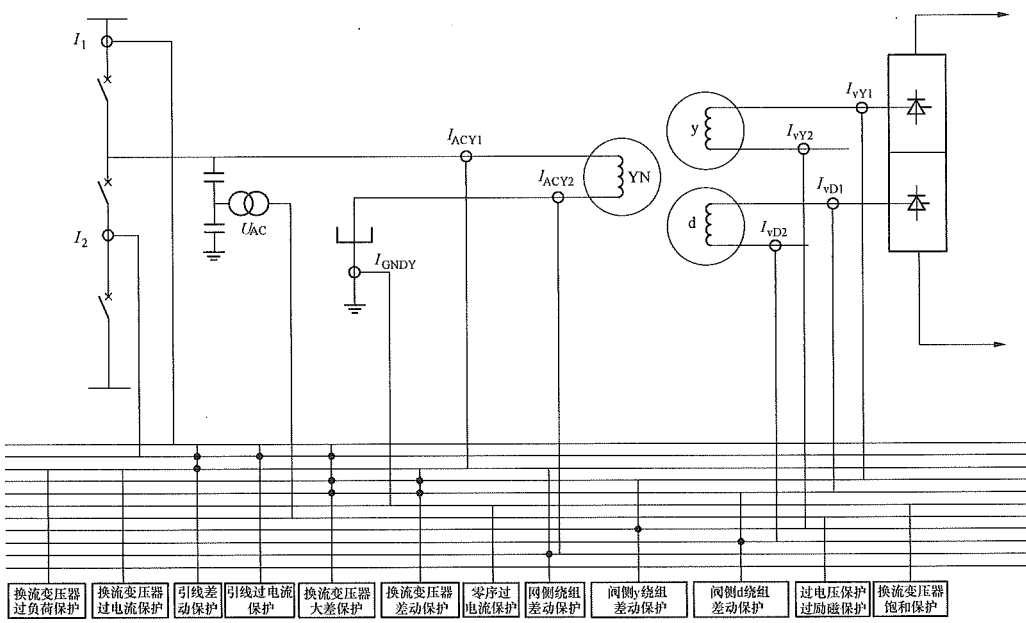 I1
IvY1
IACY1
y
IvY2
IACY2
YN
IvD1
UAC
d
I2
IvD2
IGNDY
换流变压器
过负荷保护
换流变压器
过电流保护
引线差
动保护
引线过电流
保护
换流变压器
大差保护
换流变压器
差动保护
零序过
电流保护
网侧绕组
差动保护
阀侧y绕组
差动保护
阀侧d绕组
差动保护
过电压保护
过励磁保护
换流变压器
饱和保护